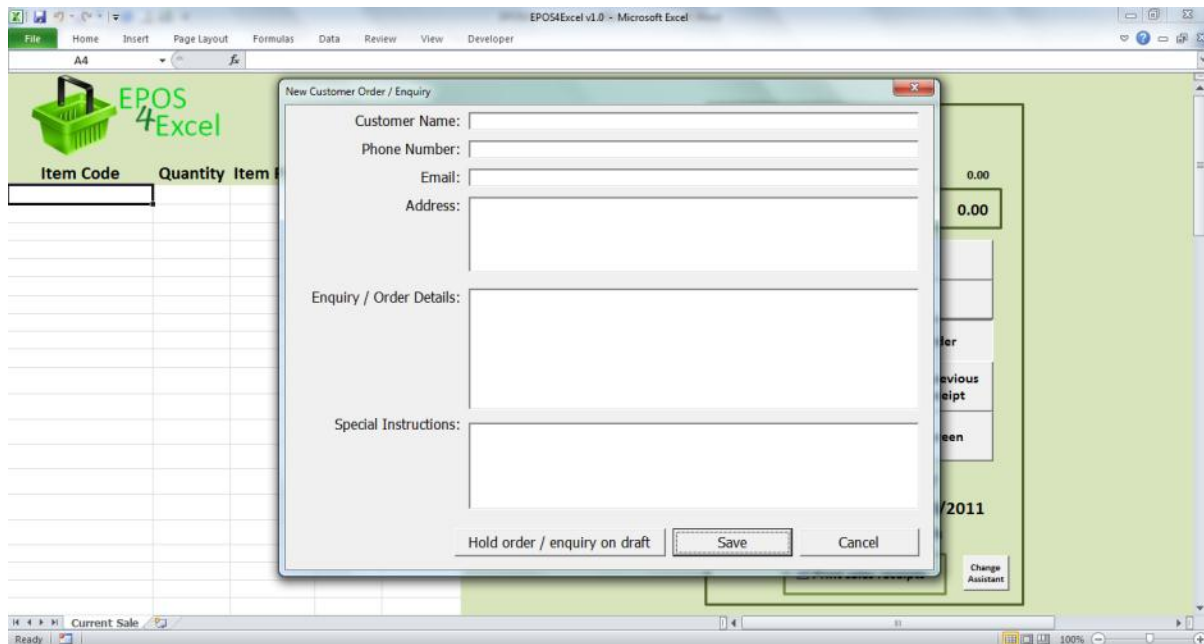 EPOS4Excel v1.0 - Microsoft Excel
File Home Insert Page Layout Formulas Data Review View Developer
A4 fx
EPOS
4Excel
Item Code Quantity Item
New Customer Order / Enquiry
Customer Name:
Phone Number:
Email:
Address:
Enquiry / Order Details:
Special Instructions:
Hold order / enquiry on draft Save Cancel
0.00
0.00
der
evious
eipt
een
/2011
Change
Assistant
Current Sale
Ready 100%